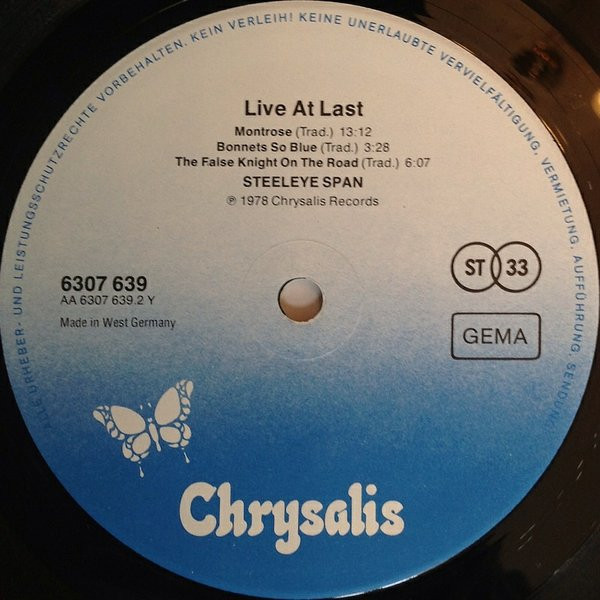 ALLE URHEBER- UND LEISTUNGSSCHUTZRECHTE VORBEHALTEN. KEIN VERLEIH! KEINE UNERLAUBTE VERVIELFÄLTIGUNG, VERMIETUNG, AUFFÜHRUNG, SENDUNG
Live At Last
Montrose (Trad.) 13:12
Bonnets So Blue (Trad.) 3:28
The False Knight On The Road (Trad.) 6:07
STEELEYE SPAN
℗ 1978 Chrysalis Records
6307 639
AA 6307 639.2 Y
Made in West Germany
ST 33
GEMA
Chrysalis